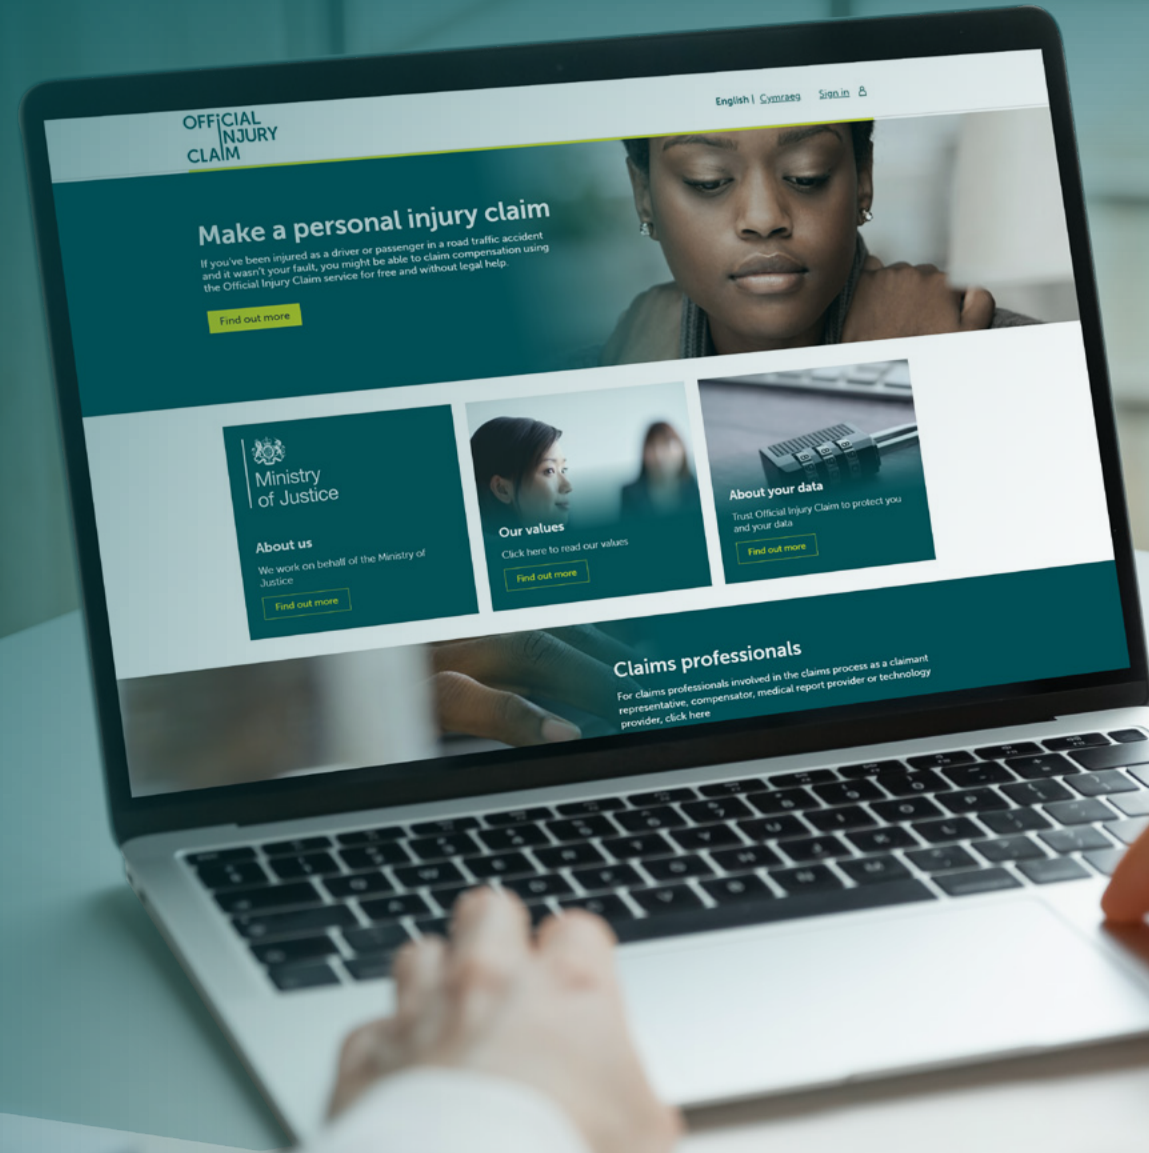 OFFiCIAL
INJURY
CLAIM
English | Cymraeg Sign in
Make a personal injury claim
If you've been injured as a driver or passenger in a road traffic accident
and it wasn't your fault, you might be able to claim compensation using
the Official Injury Claim service for free and without legal help.
Find out more
Ministry
of Justice
About us
We work on behalf of the Ministry of
Justice
Find out more
Our values
Click here to read our values
Find out more
About your data
Trust Official Injury Claim to protect you
and your data
Find out more
Claims professionals
For claims professionals involved in the claims process as a claimant
representative, compensator, medical report provider or technology
provider, click here